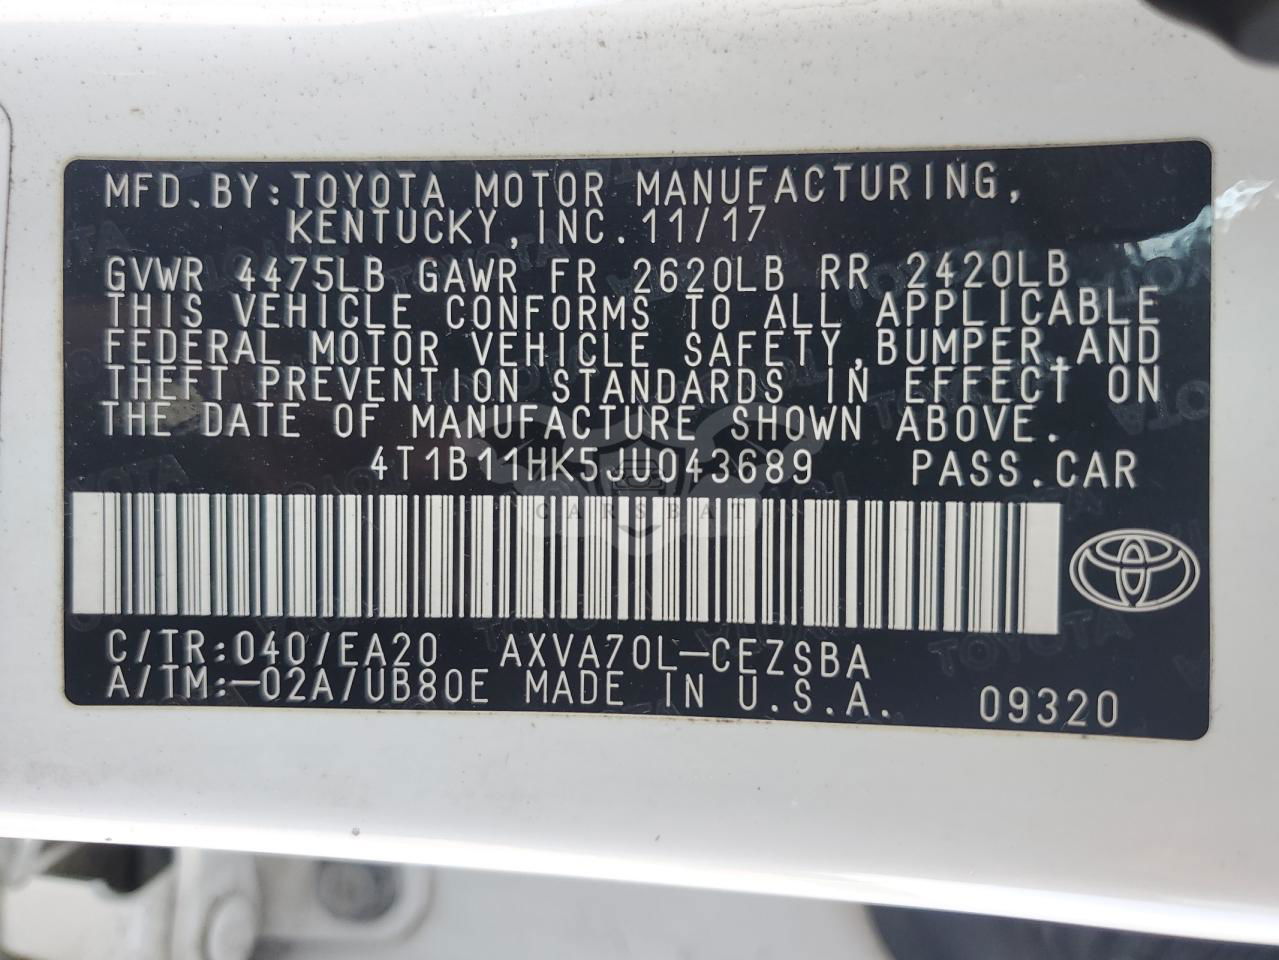 MFD.BY:TOYOTA MOTOR MANUFACTURING,
KENTUCKY,INC.11/17
GVWR 4475LB GAWR FR 2620LB RR 2420LB
THIS VEHICLE CONFORMS TO ALL APPLICABLE
FEDERAL MOTOR VEHICLE SAFETY,BUMPER,AND
THEFT PREVENTION STANDARDS IN EFFECT ON
THE DATE OF MANUFACTURE SHOWN ABOVE.
4T1B11HK5JU043689 PASS.CAR
CARSBAT
C/TR:040/EA20 AXVA70L-CEZSBA
A/TM:-02A/UB80E MADE IN U.S.A. 09320